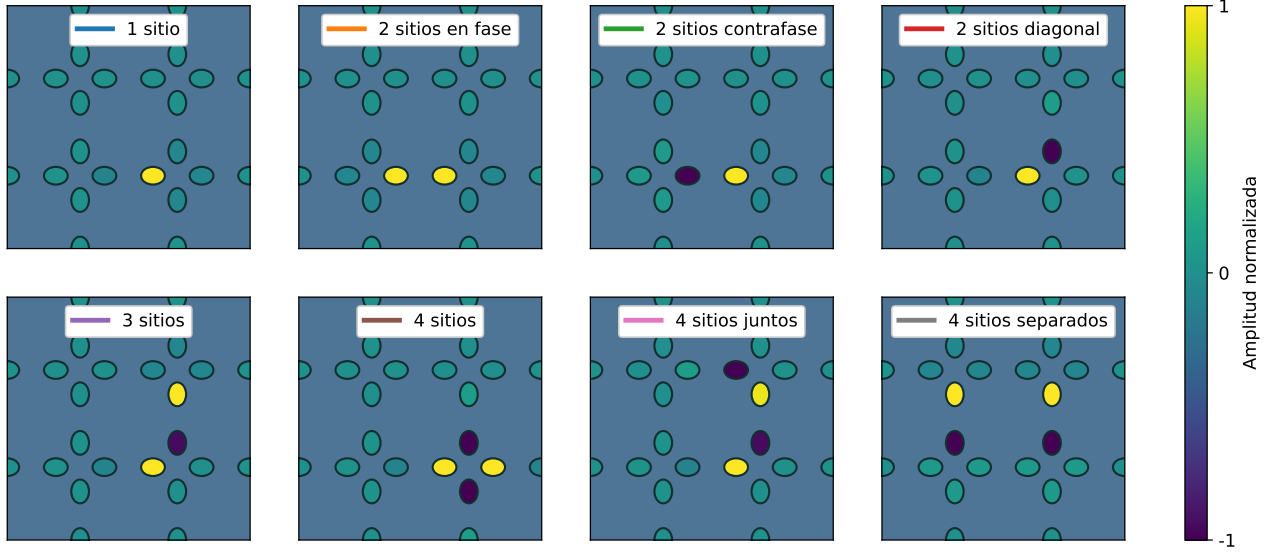 1 sitio
2 sitios en fase
2 sitios contrafase
2 sitios diagonal
3 sitios
4 sitios
4 sitios juntos
4 sitios separados
1
0
-1
Amplitud normalizada